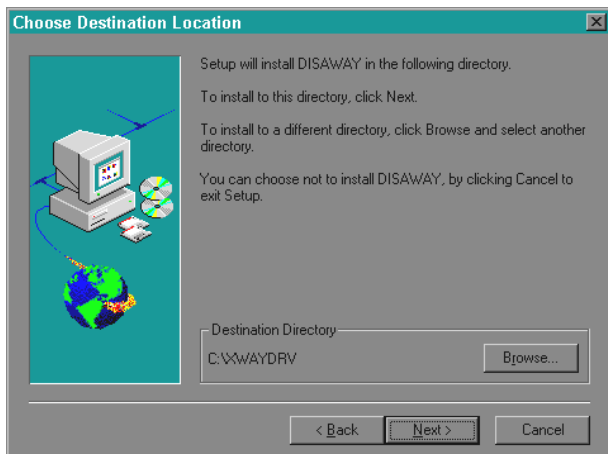 Choose Destination Location
Setup will install DISAWAY in the following directory.
To install to this directory, click Next.
To install to a different directory, click Browse and select another
directory.
You can choose not to install DISAWAY, by clicking Cancel to
exit Setup.
Destination Directory
C:\XWAYDRV
Browse...
< Back
Next >
Cancel